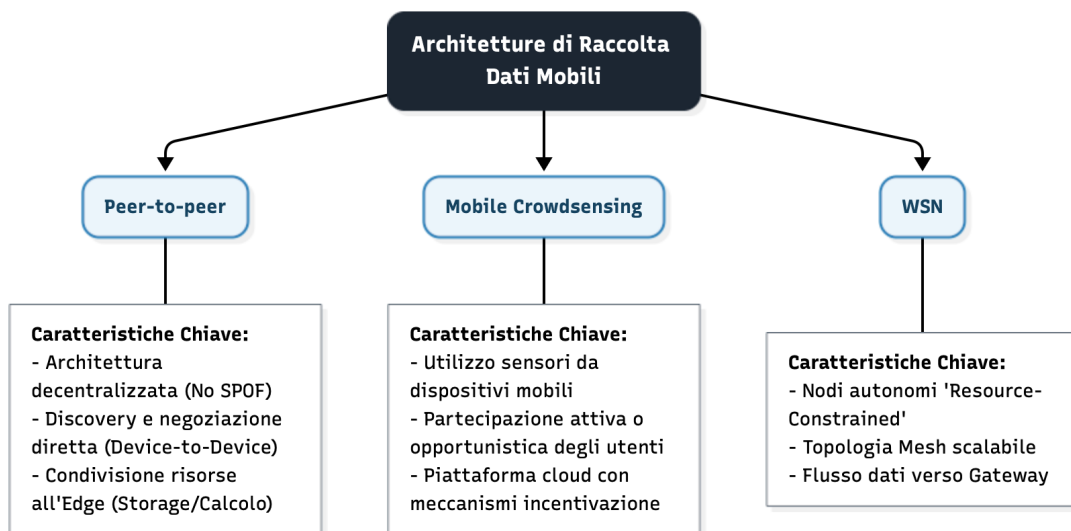 Architetture di Raccolta
Dati Mobili
Peer-to-peer
Mobile Crowdsensing
WSN
Caratteristiche Chiave:
- Architettura
decentralizzata (No SPOF)
- Discovery e negoziazione
diretta (Device-to-Device)
- Condivisione risorse
all'Edge (Storage/Calcolo)
Caratteristiche Chiave:
- Utilizzo sensori da
dispositivi mobili
- Partecipazione attiva o
opportunistica degli utenti
- Piattaforma cloud con
meccanismi incentivazione
Caratteristiche Chiave:
- Nodi autonomi 'Resource-
Constrained'
- Topologia Mesh scalabile
- Flusso dati verso Gateway